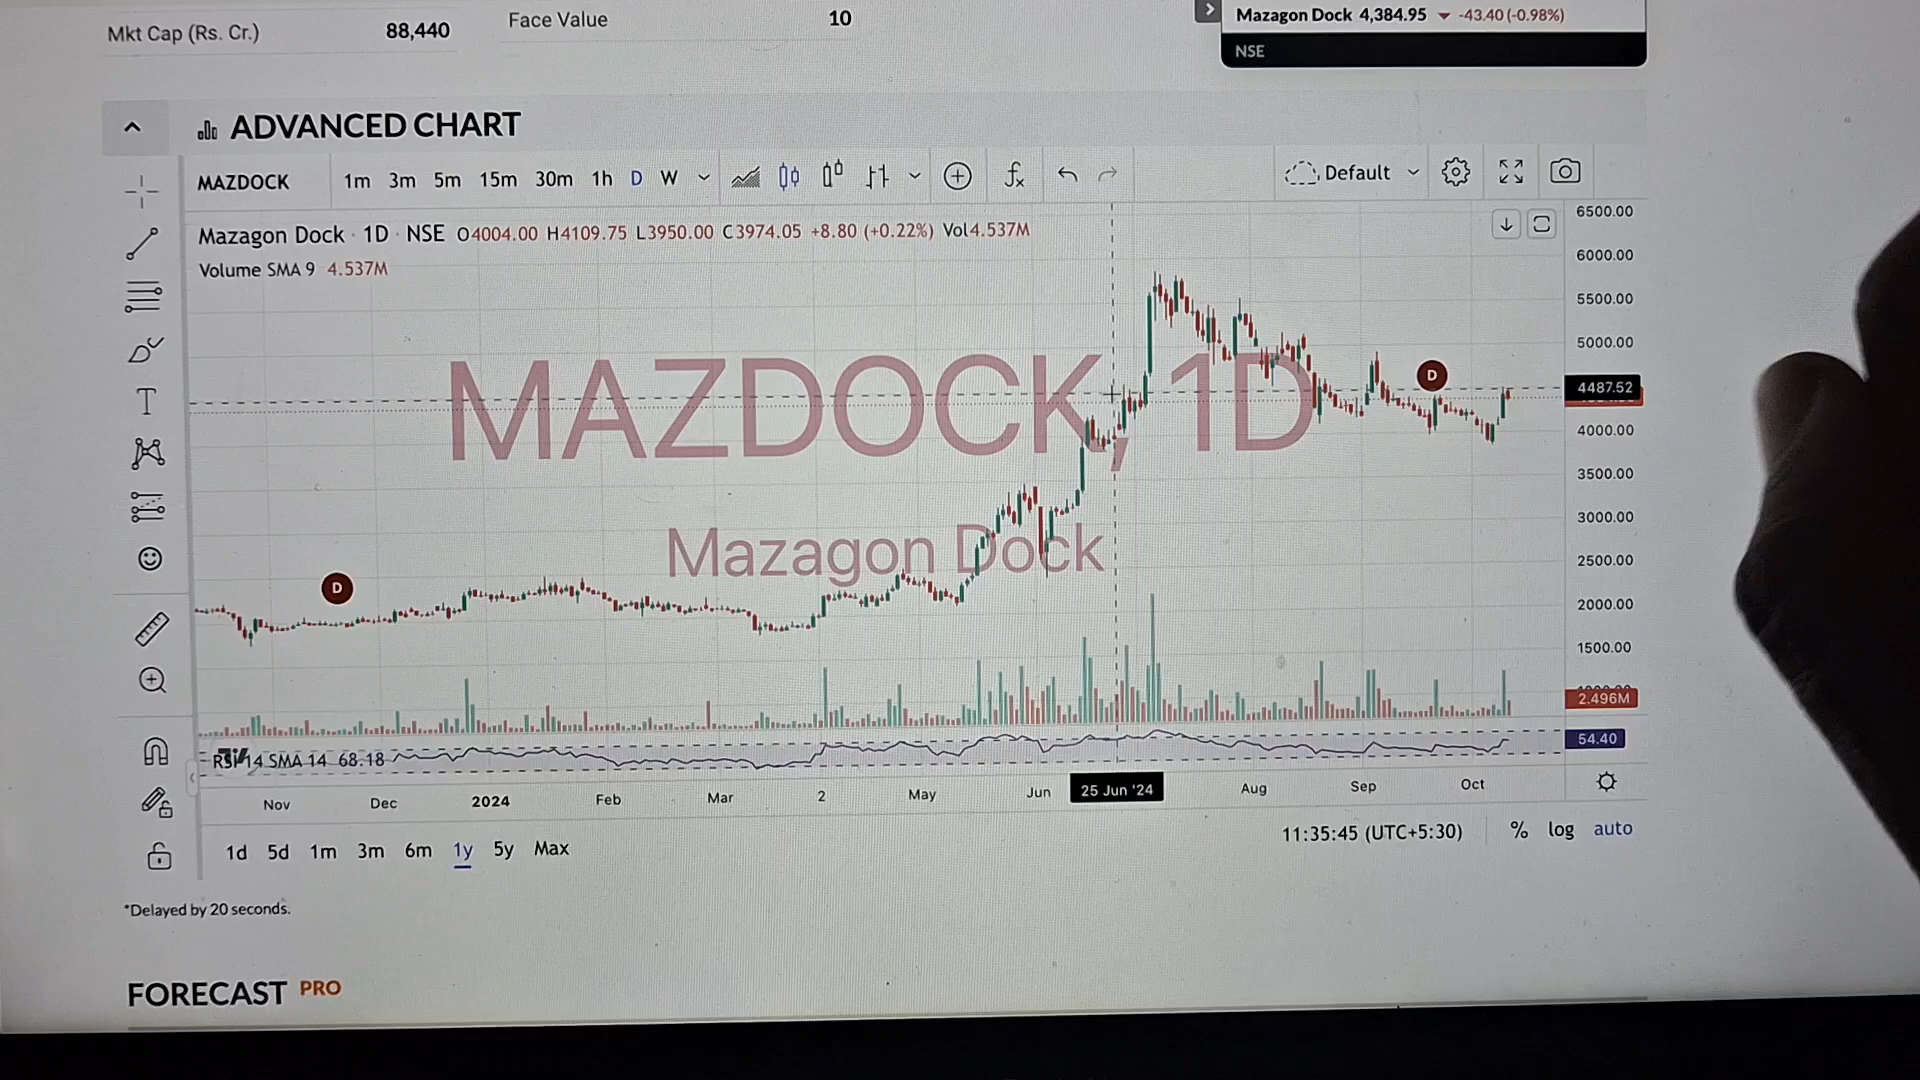 Mkt Cap (Rs. Cr.) 88,440 Face Value 10
Mazagon Dock 4,384.95 ▼ -43.40 (-0.98%)
NSE
ADVANCED CHART
MAZDOCK 1m 3m 5m 15m 30m 1h D W Default
Mazagon Dock · 1D · NSE O4004.00 H4109.75 L3950.00 C3974.05 +8.80 (+0.22%) Vol4.537M
Volume SMA 9 4.537M
6500.00
6000.00
5500.00
5000.00
4487.52
4000.00
3500.00
3000.00
2500.00
2000.00
1500.00
2.496M
54.40
MAZDOCK, 1D
Mazagon Dock
D
D
RSI 14 SMA 14 68.18
Nov Dec 2024 Feb Mar 2 May Jun 25 Jun '24 Aug Sep Oct
11:35:45 (UTC+5:30) % log auto
1d 5d 1m 3m 6m 1y 5y Max
*Delayed by 20 seconds.
FORECAST PRO